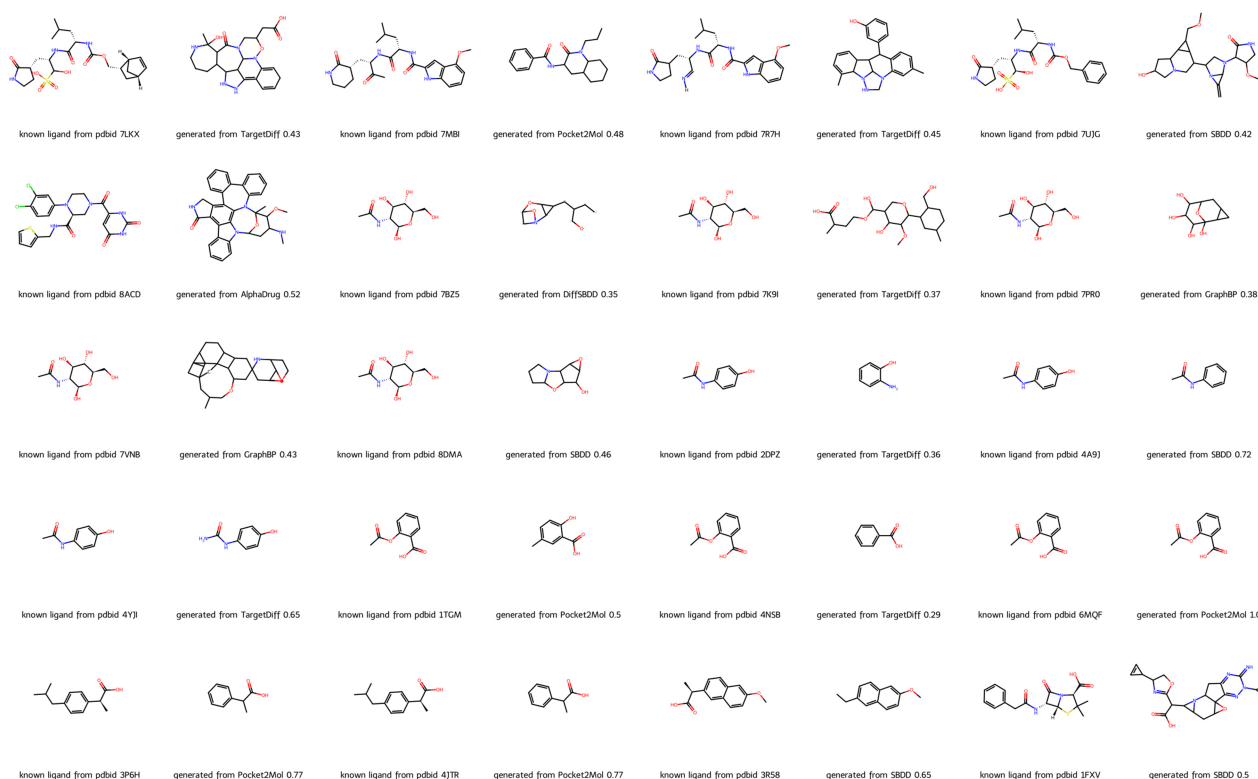 known ligand from pdbid 7LKX generated from TargetDiff 0.43 known ligand from pdbid 7MBI generated from Pocket2Mol 0.48 known ligand from pdbid 7R7H generated from TargetDiff 0.45 known ligand from pdbid 7UJG generated from SBDD 0.42
known ligand from pdbid 8ACD generated from AlphaDrug 0.52 known ligand from pdbid 7BZ5 generated from DiffSBDD 0.35 known ligand from pdbid 7K9I generated from TargetDiff 0.37 known ligand from pdbid 7PR0 generated from GraphBP 0.38
known ligand from pdbid 7VNB generated from GraphBP 0.43 known ligand from pdbid 8DMA generated from SBDD 0.46 known ligand from pdbid 2DPZ generated from TargetDiff 0.36 known ligand from pdbid 4A9J generated from SBDD 0.72
known ligand from pdbid 4YJI generated from TargetDiff 0.65 known ligand from pdbid 1TGM generated from Pocket2Mol 0.5 known ligand from pdbid 4NSB generated from TargetDiff 0.29 known ligand from pdbid 6MQF generated from Pocket2Mol
known ligand from pdbid 3P6H generated from Pocket2Mol 0.77 known ligand from pdbid 4JTR generated from Pocket2Mol 0.77 known ligand from pdbid 3R58 generated from SBDD 0.65 known ligand from pdbid 1FXV generated from SBDD 0.5